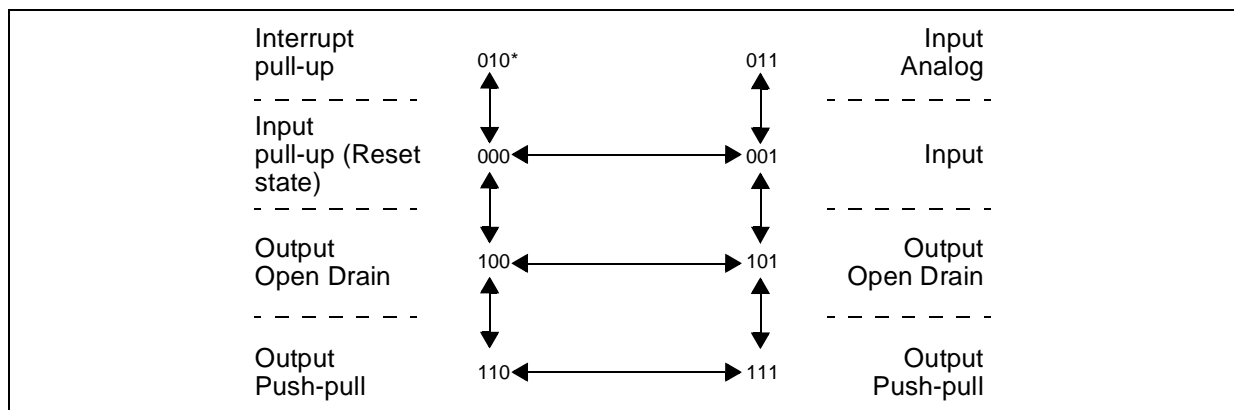 Interrupt
pull-up
010*
011
Input
Analog
Input
pull-up (Reset
state)
000
001
Input
Output
Open Drain
100
101
Output
Open Drain
Output
Push-pull
110
111
Output
Push-pull